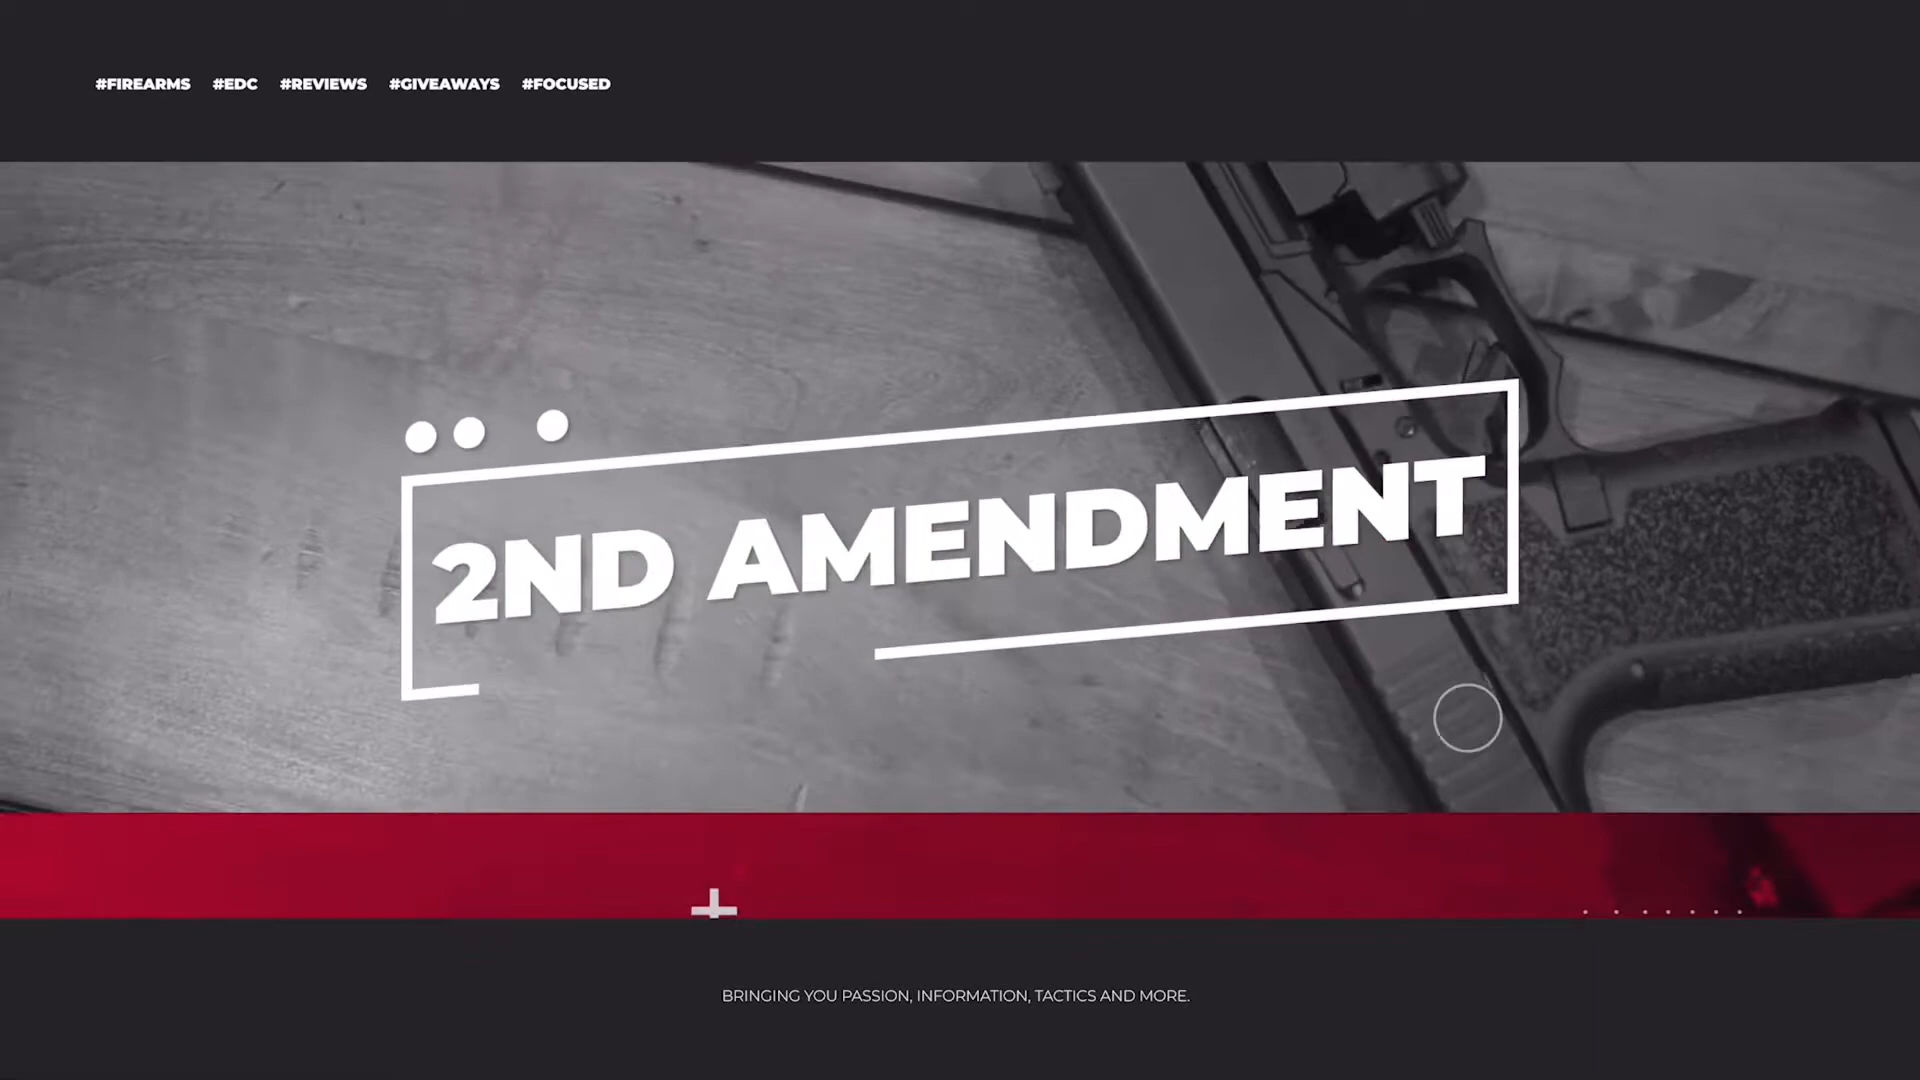 #FIREARMS #EDC #REVIEWS #GIVEAWAYS #FOCUSED
2ND AMENDMENT
BRINGING YOU PASSION, INFORMATION, TACTICS AND MORE.